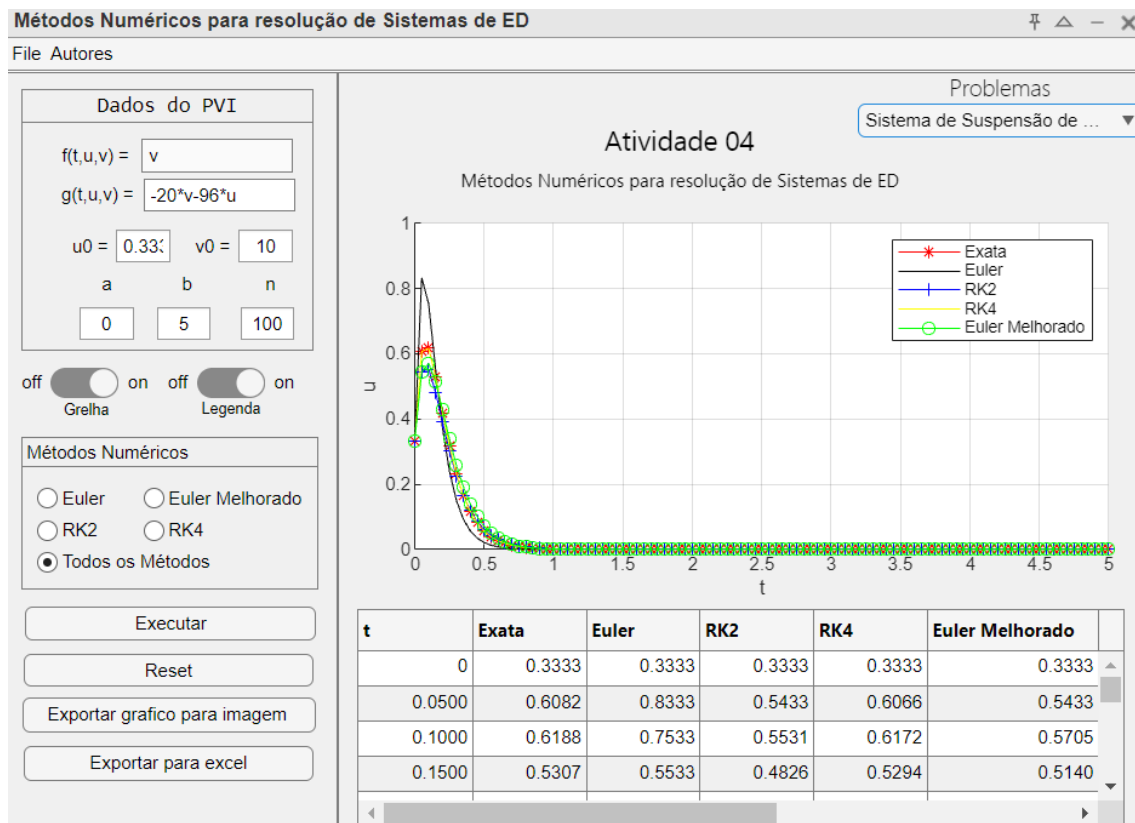 Métodos Numéricos para resolução de Sistemas de ED
File Autores
Dados do PVI
f(t,u,v) = v
g(t,u,v) = -20*v-96*u
u0 = 0.333 v0 = 10
a b n
0 5 100
off on off on
Grelha Legenda
Métodos Numéricos
Euler Euler Melhorado
RK2 RK4
Todos os Métodos
Executar
Reset
Exportar grafico para imagem
Exportar para excel
Problemas
Sistema de Suspensão de ...
Atividade 04
Métodos Numéricos para resolução de Sistemas de ED
1
0.8
0.6
0.4
0.2
0
u
0 0.5 1 1.5 2 2.5 3 3.5 4 4.5 5
t
Exata
Euler
RK2
RK4
Euler Melhorado
t Exata Euler RK2 RK4 Euler Melhorado
0 0.3333 0.3333 0.3333 0.3333 0.3333
0.0500 0.6082 0.8333 0.5433 0.6066 0.5433
0.1000 0.6188 0.7533 0.5531 0.6172 0.5705
0.1500 0.5307 0.5533 0.4826 0.5294 0.5140